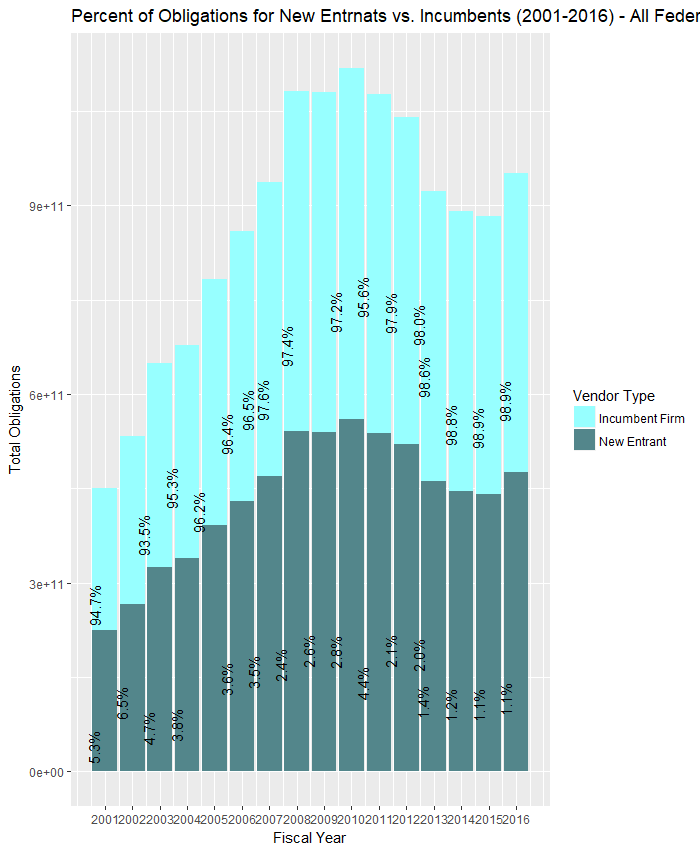 Percent of Obligations for New Entrnats vs. Incumbents (2001-2016) - All Feder
Total Obligations
9e+11
6e+11
3e+11
0e+00
94.7%
93.5%
95.3%
96.2%
96.4%
96.5%
97.6%
97.4%
97.2%
95.6%
97.9%
98.0%
98.6%
98.8%
98.9%
98.9%
5.3%
6.5%
4.7%
3.8%
3.6%
3.5%
2.4%
2.6%
2.8%
4.4%
2.1%
2.0%
1.4%
1.2%
1.1%
1.1%
2001 2002 2003 2004 2005 2006 2007 2008 2009 2010 2011 2012 2013 2014 2015 2016
Fiscal Year
Vendor Type
Incumbent Firm
New Entrant